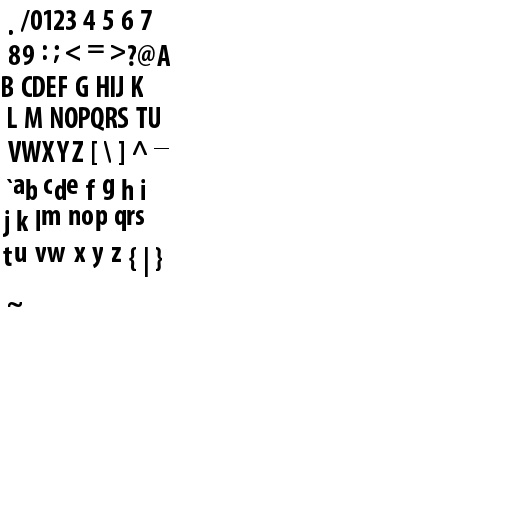 . /0123 4 5 6 7
89 : ; < = >?@A
B CDEF G HIJ K
L M NOPQRS TU
VWXYZ [ \ ] ^ _
`ab cde f g h i
j k lm nop qrs
tu vw x y z { | }
~